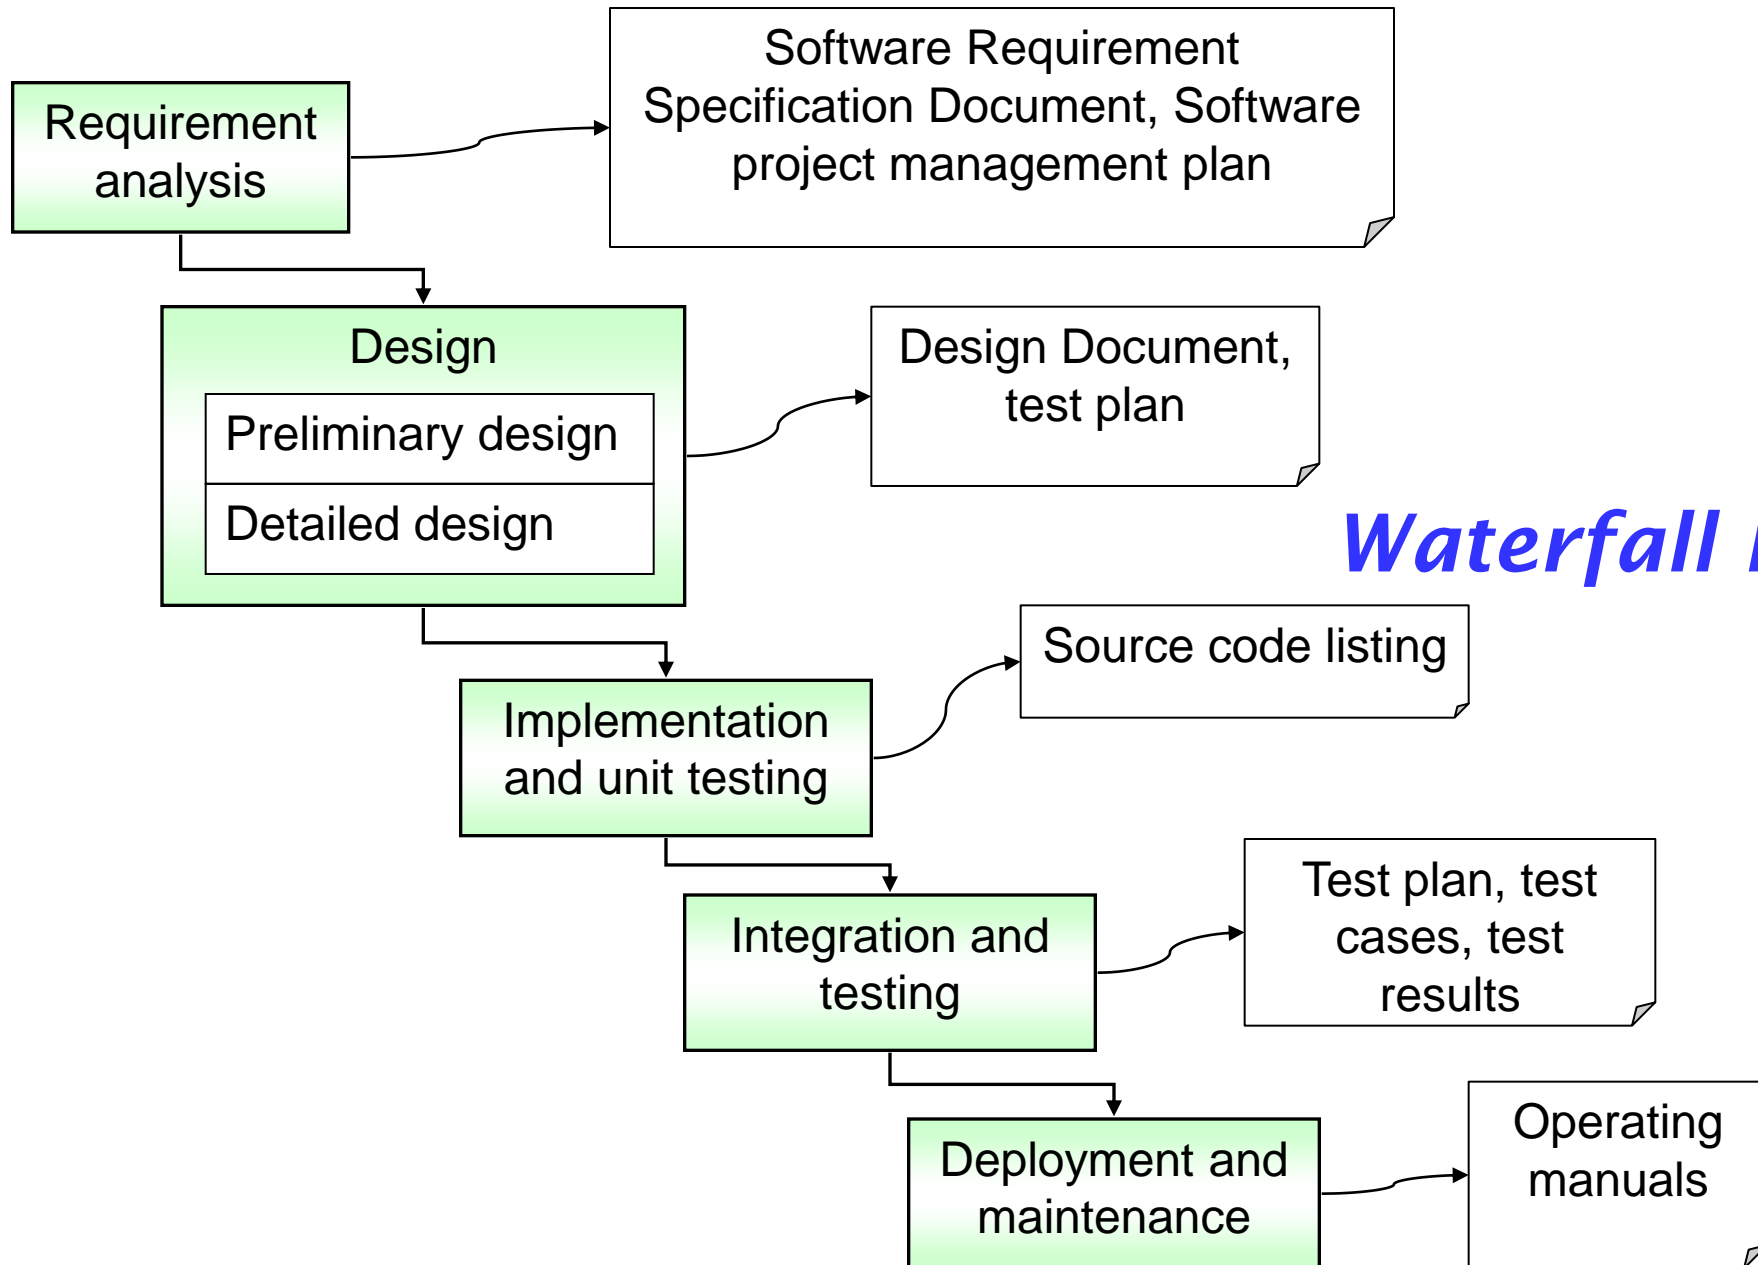 Software Requirement
Specification Document, Software
project management plan
Requirement
analysis
Design
Preliminary design
Detailed design
Design Document,
test plan
Waterfall
Source code listing
Implementation
and unit testing
Test plan, test
cases, test
results
Integration and
testing
Operating
manuals
Deployment and
maintenance